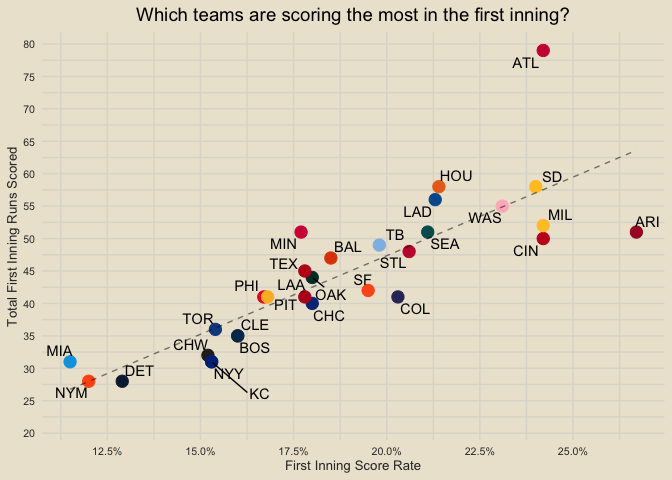 Which teams are scoring the most in the first inning?
80
ATL
75
70
65
60
HOU
SD
55
LAD
WAS
MIL
ARI
50
MIN
BAL
TB
SEA
CIN
45
TEX
STL
PHI
LAA
OAK
SF
40
PIT
CHC
COL
TOR
CLE
35
MIA
CHW
BOS
30
DET
NYY
NYM
KC
25
20
12.5%
15.0%
17.5%
20.0%
22.5%
25.0%
First Inning Score Rate
Total First Inning Runs Scored